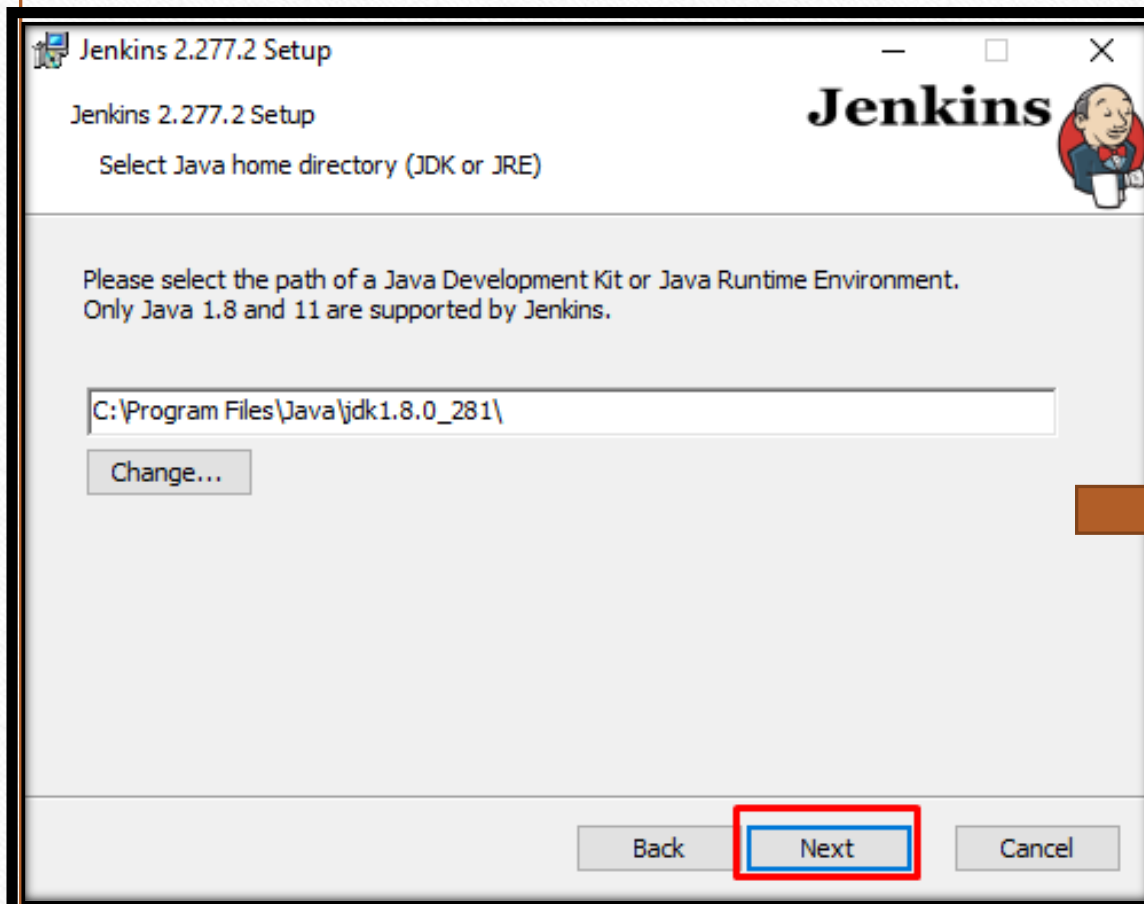 Jenkins 2.277.2 Setup
Jenkins 2.277.2 Setup
Jenkins
Select Java home directory (JDK or JRE)
Please select the path of a Java Development Kit or Java Runtime Environment.
Only Java 1.8 and 11 are supported by Jenkins.
C:\Program Files\Java\jdk1.8.0_281\
Change...
Back Next Cancel